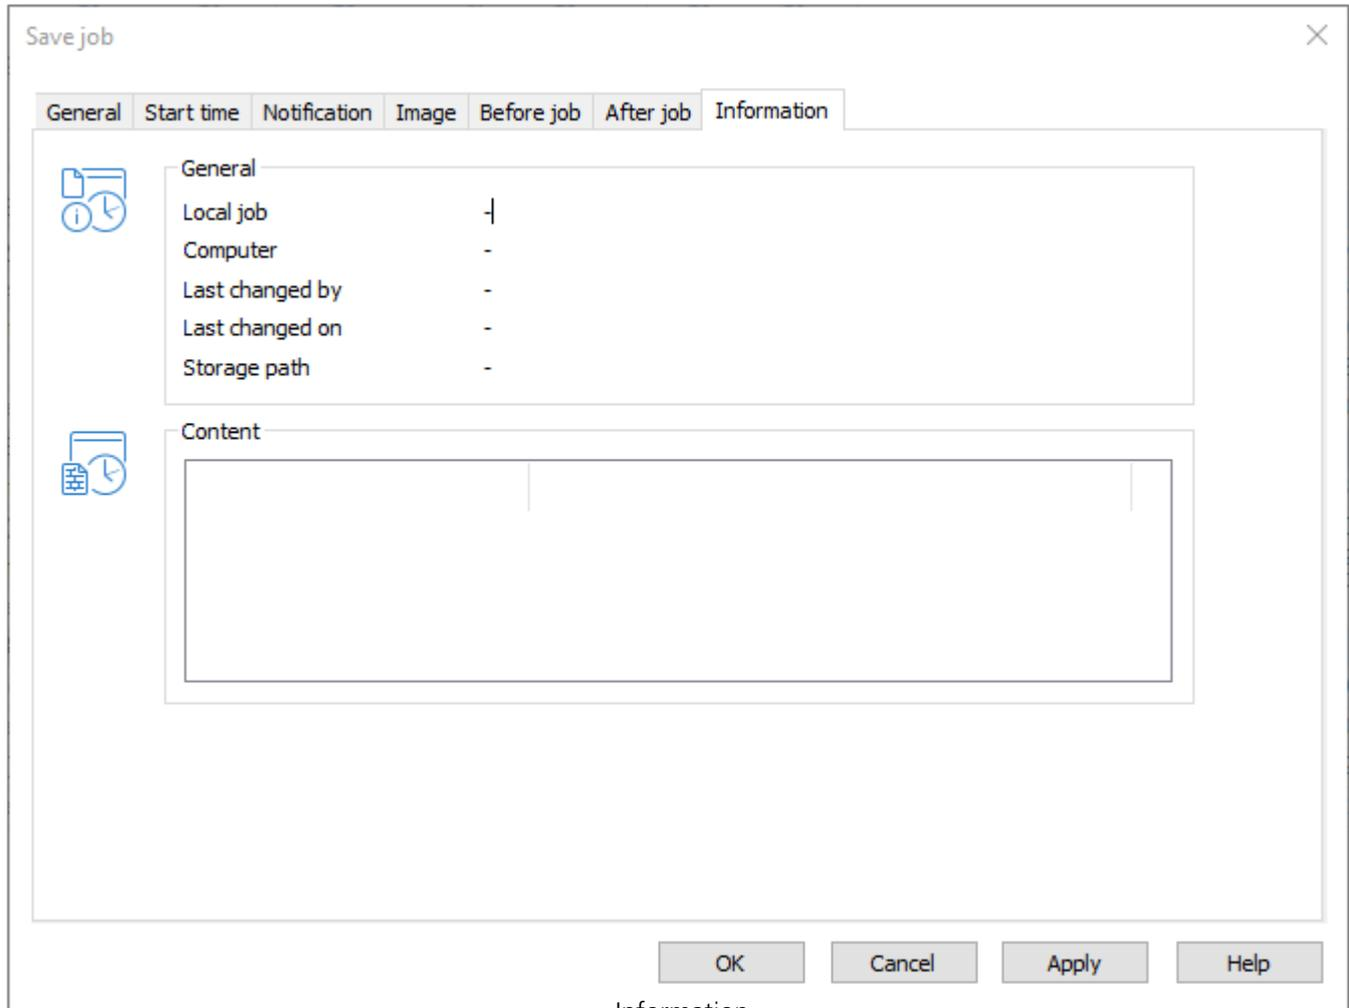 Save job
General Start time Notification Image Before job After job Information
General
Local job -
Computer -
Last changed by -
Last changed on -
Storage path -
Content
OK Cancel Apply Help
Information